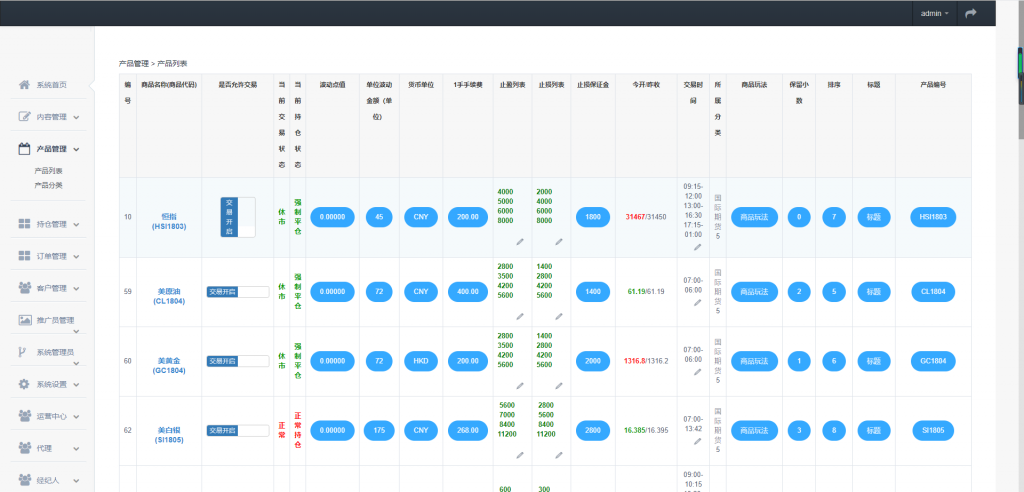 admin
系统首页
内容管理
产品管理
产品列表
产品分类
持仓管理
订单管理
客户管理
推广员管理
系统管理员
系统设置
运营中心
代理
经纪人
产品管理 > 产品列表
编号 商品名称(商品代码) 是否允许交易 当前交易状态 当前持仓状态 波动点值 单位波动金额（单位） 货币单位 1手手续费 止盈列表 止损列表 止损保证金 今开/昨收 交易时间 所属分类 商品玩法 保留小数 排序 标题 产品编号
10 恒指 (HSI1803) 交易开启 休市 强制平仓 0.00000 45 CNY 200.00 4000 5000 6000 8000 2000 4000 6000 8000 1800 31467/31450 09:15-12:00 13:00-16:30 17:15-01:00 国际期货5 商品玩法 0 7 标题 HSI1803
59 美原油 (CL1804) 交易开启 休市 强制平仓 0.00000 72 CNY 400.00 2800 3500 4200 5600 1400 2800 4200 5600 1400 61.19/61.19 07:00-06:00 国际期货5 商品玩法 2 5 标题 CL1804
60 美黄金 (GC1804) 交易开启 休市 强制平仓 0.00000 72 HKD 200.00 2800 3500 4200 5600 1400 2800 4200 5600 2000 1316.8/1316.2 07:00-06:00 国际期货5 商品玩法 1 6 标题 GC1804
62 美白银 (SI1805) 交易开启 正常 正常持仓 0.00000 175 CNY 268.00 5600 7000 8400 11200 2800 5600 8400 11200 2800 16.385/16.395 07:00-13:42 国际期货5 商品玩法 3 8 标题 SI1805
600 300 09:00-10:15